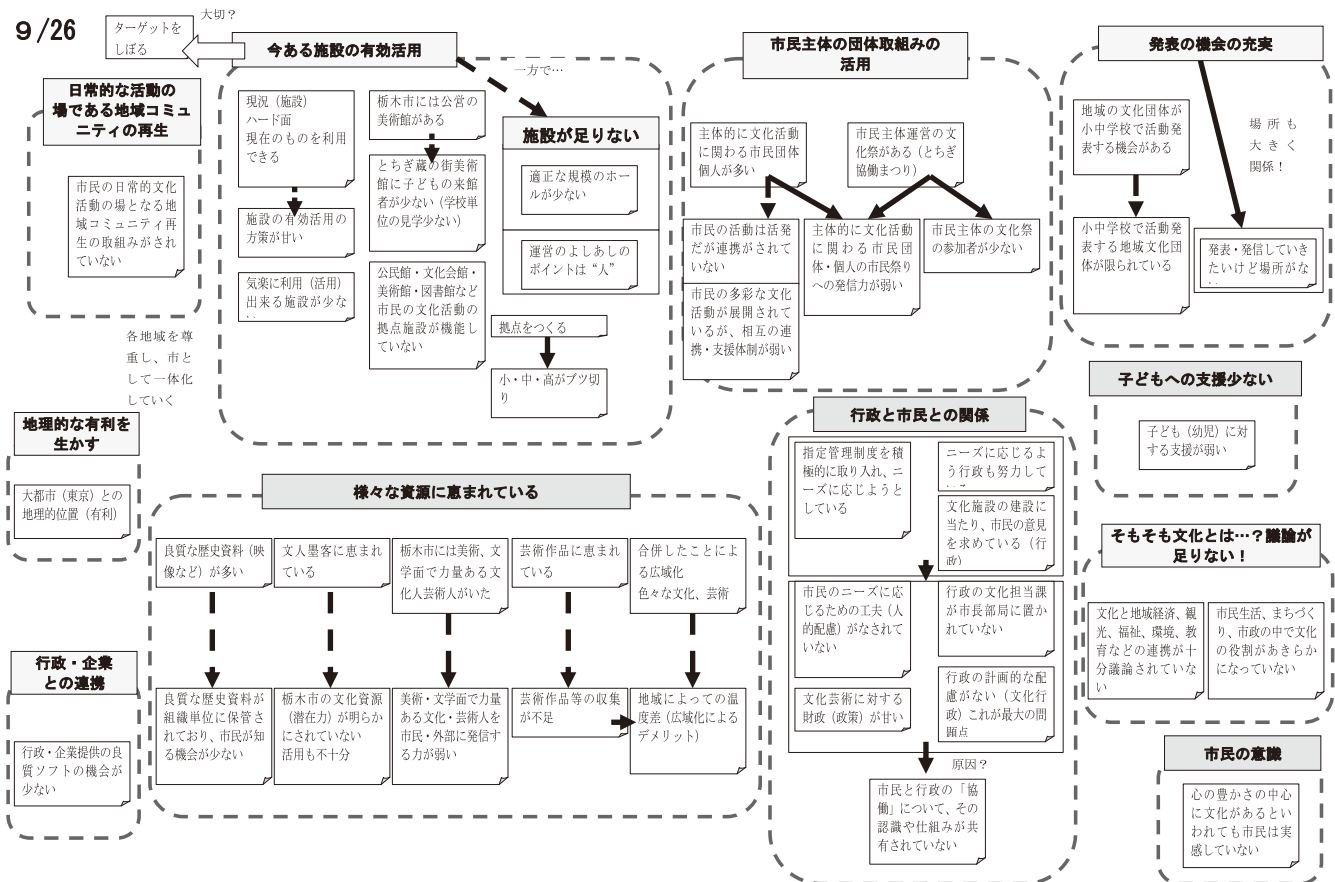 9/26
ターゲットを
しぼる
大切？
今ある施設の有効活用
一方で…
日常的な活動の
場である地域コミュ
ニティの再生
市民の日常的文化
活動の場となる地
域コミュニティ再
生の取組みがされ
ていない
各地域を尊
重し、市と
して一体化
していく
現況（施設）
ハード面
現在のものを利用
できる
施設の有効活用の
方策が甘い
気楽に利用（活用）
出来る施設が少な
栃木市には公営の
美術館がある
とちぎ蔵の街美術
館に子どもの来館
者が少ない（学校単
位の見学少ない）
公民館・文化会館・
美術館・図書館など
市民の文化活動の
拠点施設が機能し
ていない
施設が足りない
適正な規模のホー
ルが少ない
運営のよしあしの
ポイントは“人”
拠点をつくる
小・中・高がブツ切
り
市民主体の団体取組みの
活用
主体的に文化活動
に関わる市民団体
個人が多い
市民主体運営の文
化祭がある（とちぎ
協働まつり）
市民の活動は活発
だが連携がされて
いない
市民の多彩な文化
活動が展開されて
いるが、相互の連
携・支援体制が弱い
主体的に文化活動
に関わる市民団
体・個人の市民祭り
への発信力が弱い
市民主体の文化祭
の参加者が少ない
発表の機会の充実
地域の文化団体が
小中学校で活動発
表する機会がある
場所も
大きく
関係！
小中学校で活動発
表する地域文化団
体が限られている
発表・発信していき
たいけど場所がな
子どもへの支援少ない
子ども（幼児）に対
する支援が弱い
地理的な有利を
生かす
大都市（東京）との
地理的位置（有利）
様々な資源に恵まれている
良質な歴史資料（映
像など）が多い
文人墨客に恵まれ
ている
栃木市には美術、文
学面で力量ある文
化人芸術人がいた
芸術作品に恵まれ
ている
合併したことによ
る広域化
色々な文化、芸術
良質な歴史資料が
組織単位に保管さ
れており、市民が知
る機会が少ない
栃木市の文化資源
（潜在力）が明らか
にされていない
活用も不十分
美術・文学面で力量
ある文化・芸術人を
市民・外部に発信す
る力が弱い
芸術作品等の収集
が不足
地域によっての温
度差（広域化による
デメリット）
行政・企業
との連携
行政・企業提供の良
質ソフトの機会が
少ない
行政と市民との関係
指定管理制度を積
極的に取り入れ、ニ
ーズに応じようと
している
ニーズに応じるよ
う行政も努力して
文化施設の建設に
当たり、市民の意見
を求めている（行
政）
市民のニーズに応
じるための工夫（人
的配慮）がなされて
いない
行政の文化担当課
が市長部局に置か
れていない
文化芸術に対する
財政（政策）が甘い
行政の計画的な配
慮がない（文化行
政）これが最大の問
題点
原因？
市民と行政の「協
働」について、その
認識や仕組みが共
有されていない
そもそも文化とは…？議論が
足りない！
文化と地域経済、観
光、福祉、環境、教
育などの連携が十
分議論されていな
い
市民生活、まちづく
り、市政の中で文化
の役割があきらか
になっていない
市民の意識
心の豊かさの中心
に文化があるとい
われても市民は実
感していない